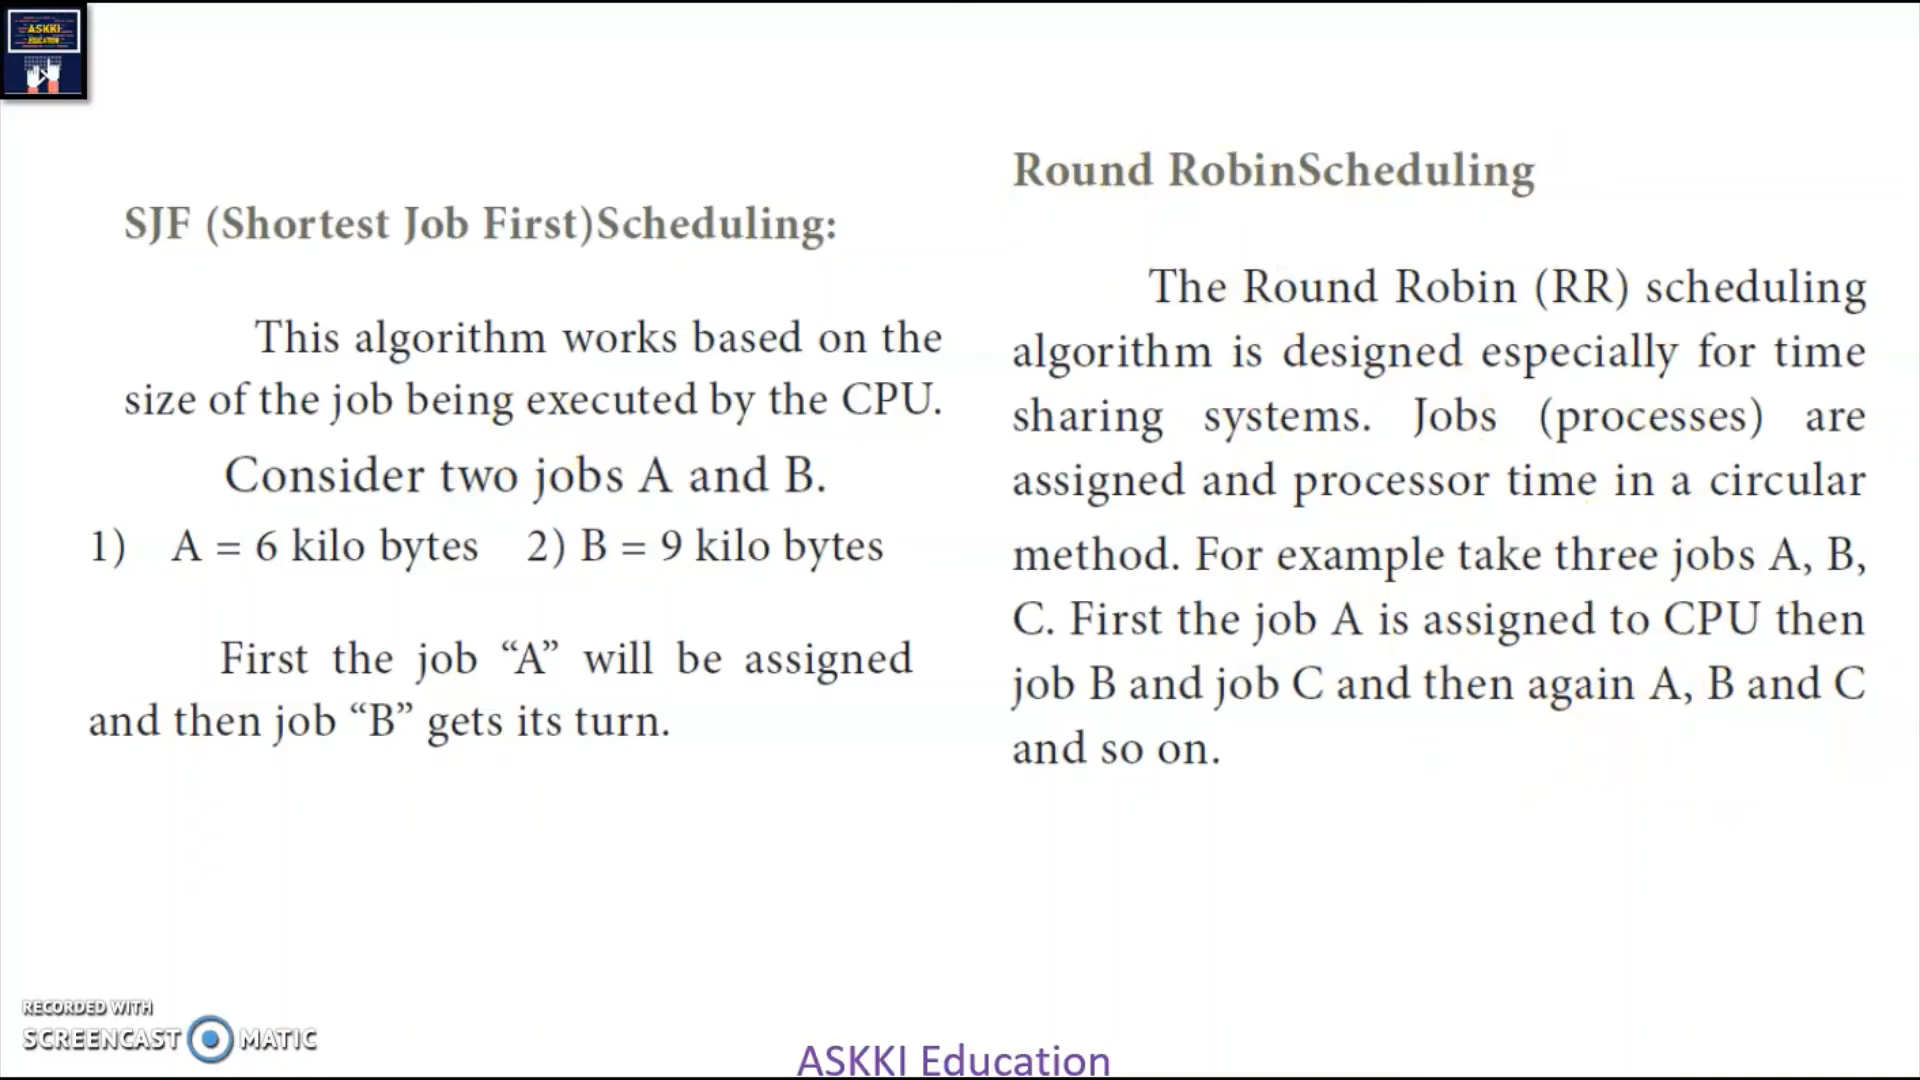 ASKKI
EDUCATION
SJF (Shortest Job First)Scheduling:
This algorithm works based on the
size of the job being executed by the CPU.
Consider two jobs A and B.
1) A = 6 kilo bytes 2) B = 9 kilo bytes
First the job “A” will be assigned
and then job “B” gets its turn.
Round RobinScheduling
The Round Robin (RR) scheduling
algorithm is designed especially for time
sharing systems. Jobs (processes) are
assigned and processor time in a circular
method. For example take three jobs A, B,
C. First the job A is assigned to CPU then
job B and job C and then again A, B and C
and so on.
RECORDED WITH
SCREENCAST MATIC
ASKKI Education